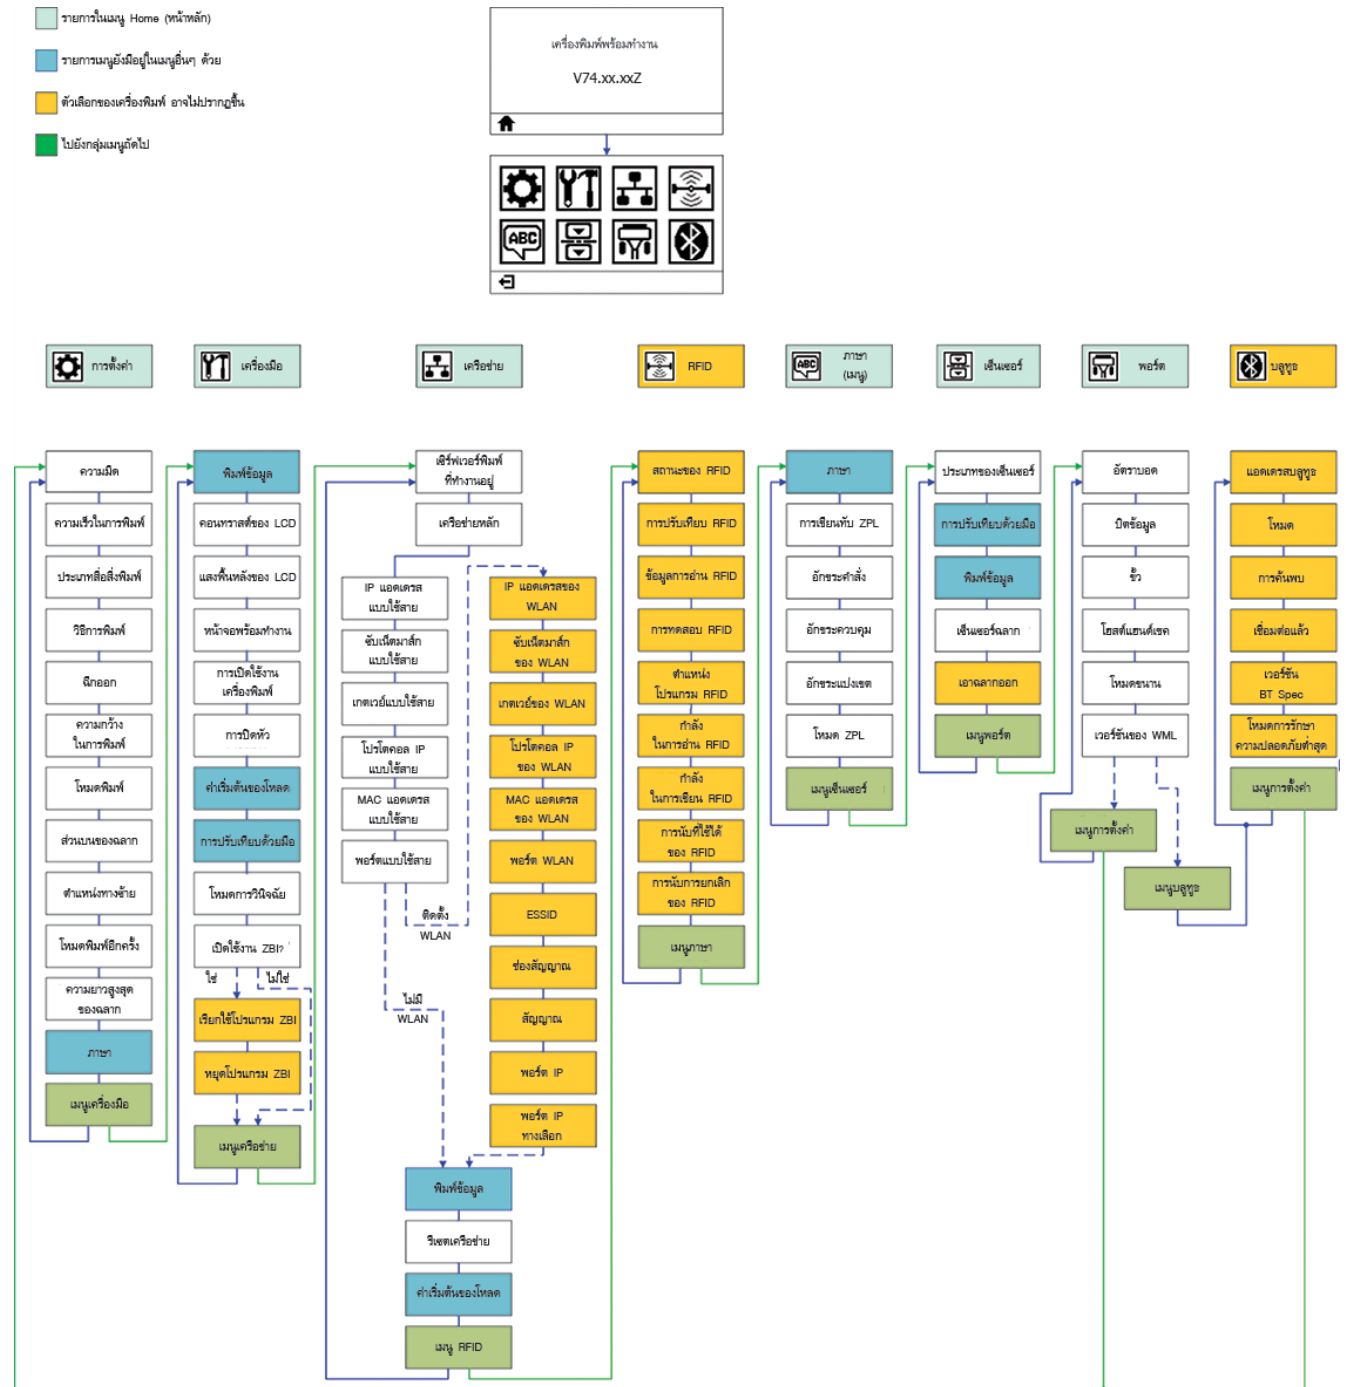 รายการในเมนู Home (หน้าหลัก)
รายการเมนูยังมีอยู่ในเมนูอื่นๆ ด้วย
ตัวเลือกของเครื่องพิมพ์ อาจไม่ปรากฏขึ้น
ไปยังกลุ่มเมนูถัดไป
เครื่องพิมพ์พร้อมทำงาน
V74.xx.xxZ
ABC
การตั้งค่า
เครื่องมือ
เครือข่าย
RFID
ABC
ภาษา
(เมนู)
เซ็นเซอร์
พอร์ต
บลูทูธ
ความมืด
ความเร็วในการพิมพ์
ประเภทสื่อสิ่งพิมพ์
วิธีการพิมพ์
ฉีกออก
ความกว้าง
ในการพิมพ์
โหมดพิมพ์
ส่วนบนของฉลาก
ตำแหน่งทางซ้าย
โหมดพิมพ์อีกครั้ง
ความยาวสูงสุด
ของฉลาก
ภาษา
เมนูเครื่องมือ
พิมพ์ข้อมูล
คอนทราสต์ของ LCD
แสงพื้นหลังของ LCD
หน้าจอพร้อมทำงาน
การเปิดใช้งาน
เครื่องพิมพ์
การปิดหัว
ค่าเริ่มต้นของโหลด
การปรับเทียบด้วยมือ
โหมดการวินิจฉัย
เปิดใช้งาน ZBI?
ใช่
ไม่ใช่
เรียกใช้โปรแกรม ZBI
หยุดโปรแกรม ZBI
เมนูเครือข่าย
เซิร์ฟเวอร์พิมพ์
ที่ทำงานอยู่
เครือข่ายหลัก
IP แอดเดรส
แบบใช้สาย
ซับเน็ตมาส์ก
แบบใช้สาย
เกตเวย์แบบใช้สาย
โปรโตคอล IP
แบบใช้สาย
MAC แอดเดรส
แบบใช้สาย
พอร์ตแบบใช้สาย
ติดตั้ง
WLAN
ไม่มี
WLAN
IP แอดเดรสของ
WLAN
ซับเน็ตมาส์ก
ของ WLAN
เกตเวย์ของ WLAN
โปรโตคอล IP
ของ WLAN
MAC แอดเดรส
ของ WLAN
พอร์ต WLAN
ESSID
ช่องสัญญาณ
สัญญาณ
พอร์ต IP
พอร์ต IP
ทางเลือก
พิมพ์ข้อมูล
รีเซตเครือข่าย
ค่าเริ่มต้นของโหลด
เมนู RFID
สถานะของ RFID
การปรับเทียบ RFID
ข้อมูลการอ่าน RFID
การทดสอบ RFID
ตำแหน่ง
โปรแกรม RFID
กำลัง
ในการอ่าน RFID
กำลัง
ในการเขียน RFID
การนับที่ใช้ได้
ของ RFID
การนับการยกเลิก
ของ RFID
เมนูภาษา
ภาษา
การเขียนทับ ZPL
อักขระคำสั่ง
อักขระควบคุม
อักขระแบ่งเขต
โหมด ZPL
เมนูเซ็นเซอร์
ประเภทของเซ็นเซอร์
การปรับเทียบด้วยมือ
พิมพ์ข้อมูล
เซ็นเซอร์ฉลาก
เอาฉลากออก
เมนูพอร์ต
อัตราบอด
บิตข้อมูล
ขั้ว
โฮสต์แฮนด์เชค
โหมดขนาน
เวอร์ชันของ WML
เมนูการตั้งค่า
เมนูบลูทูธ
แอดเดรสบลูทูธ
โหมด
การค้นพบ
เชื่อมต่อแล้ว
เวอร์ชัน
BT Spec
โหมดการรักษา
ความปลอดภัยต่ำสุด
เมนูการตั้งค่า